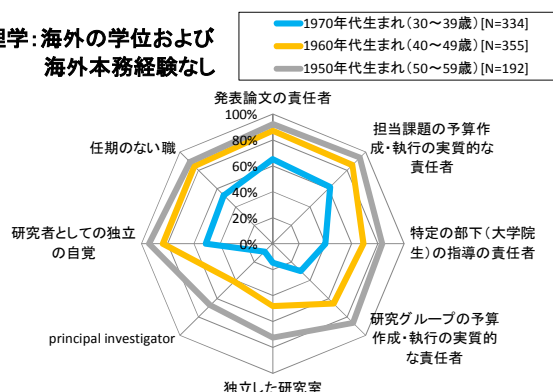 理学：海外の学位および
海外本務経験なし
1970年代生まれ（30～39歳）[N=334]
1960年代生まれ（40～49歳）[N=355]
1950年代生まれ（50～59歳）[N=192]
発表論文の責任者
100%
80%
60%
40%
20%
0%
担当課題の予算作
成・執行の実質的な
責任者
特定の部下（大学院
生）の指導の責任者
研究グループの予算
作成・執行の実質的
な責任者
独立した研究室
principal investigator
研究者としての独立
の自覚
任期のない職